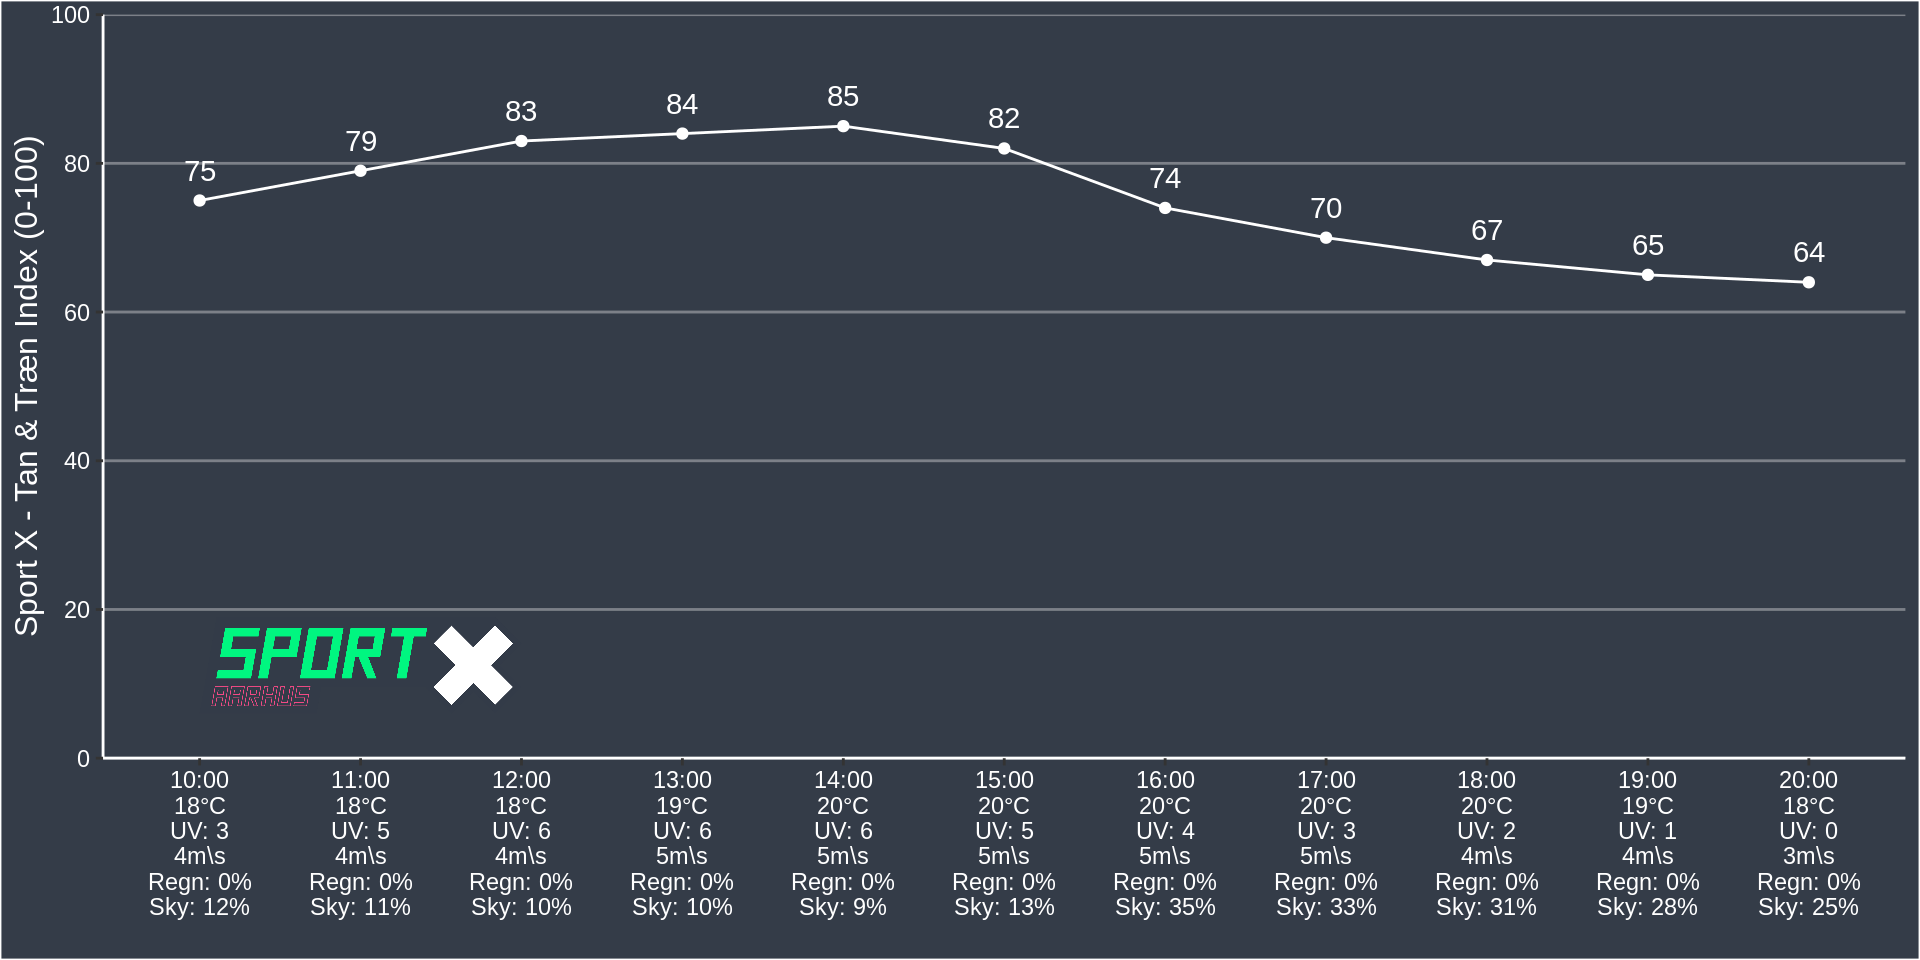 Sport X - Tan & Træn Index (0-100)
100
80
60
40
20
0
75
79
83
84
85
82
74
70
67
65
64
SPORT X
AARHUS
10:00 11:00 12:00 13:00 14:00 15:00 16:00 17:00 18:00 19:00 20:00
18°C 18°C 18°C 19°C 20°C 20°C 20°C 20°C 20°C 19°C 18°C
UV: 3 UV: 5 UV: 6 UV: 6 UV: 6 UV: 5 UV: 4 UV: 3 UV: 2 UV: 1 UV: 0
4m\s 4m\s 4m\s 5m\s 5m\s 5m\s 5m\s 5m\s 4m\s 4m\s 3m\s
Regn: 0% Regn: 0% Regn: 0% Regn: 0% Regn: 0% Regn: 0% Regn: 0% Regn: 0% Regn: 0% Regn: 0% Regn: 0%
Sky: 12% Sky: 11% Sky: 10% Sky: 10% Sky: 9% Sky: 13% Sky: 35% Sky: 33% Sky: 31% Sky: 28% Sky: 25%